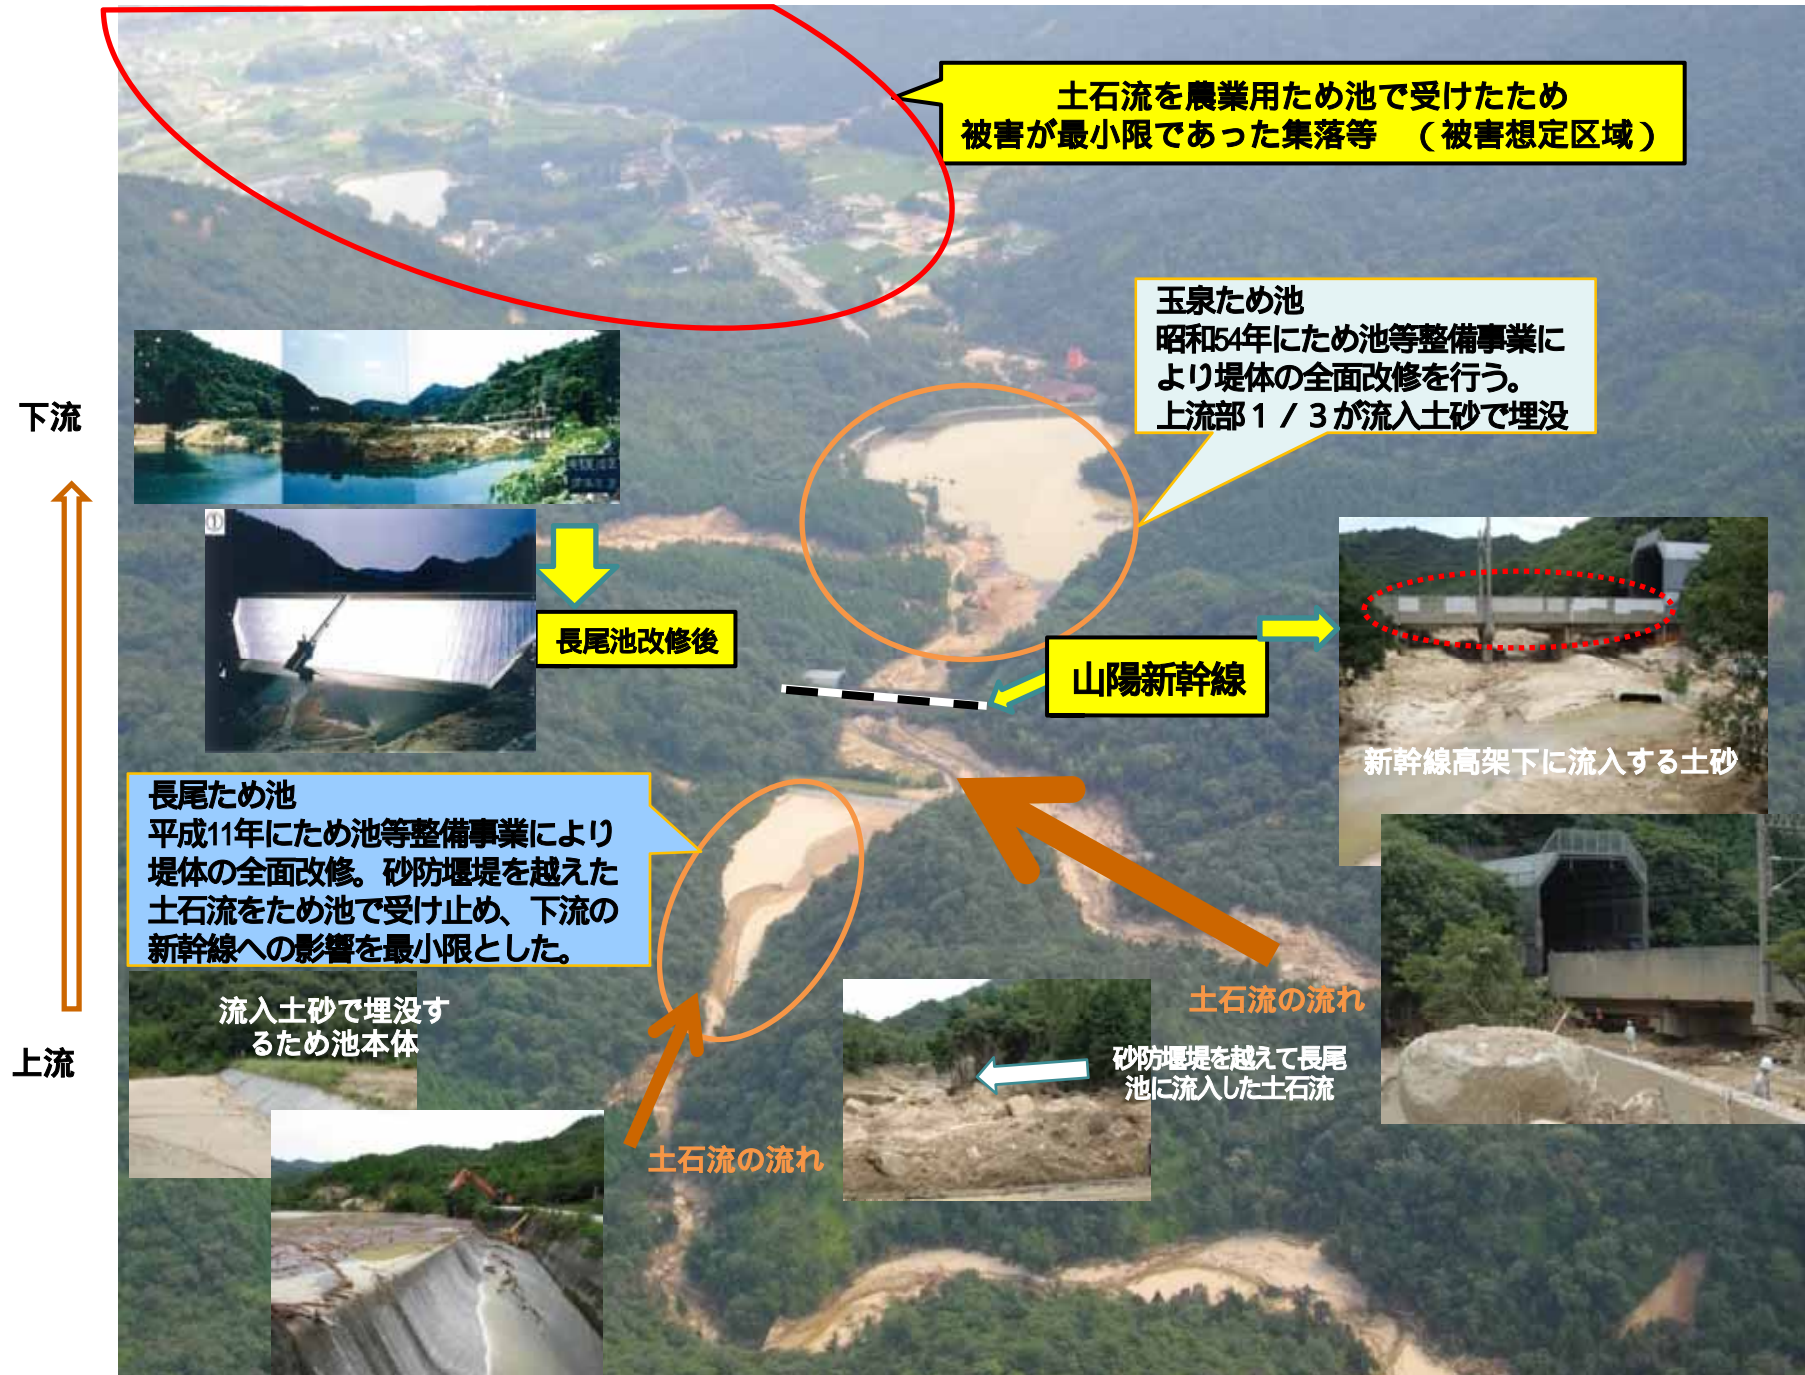 土石流を農業用ため池で受けたため
被害が最小限であった集落等　（被害想定区域）
玉泉ため池
昭和54年にため池等整備事業に
より堤体の全面改修を行う。
上流部１／３が流入土砂で埋没
下流
①
長尾池改修後
山陽新幹線
新幹線高架下に流入する土砂
長尾ため池
平成11年にため池等整備事業により
堤体の全面改修。砂防堰堤を越えた
土石流をため池で受け止め、下流の
新幹線への影響を最小限とした。
流入土砂で埋没す
るため池本体
上流
土石流の流れ
砂防堰堤を越えて長尾
池に流入した土石流
土石流の流れ